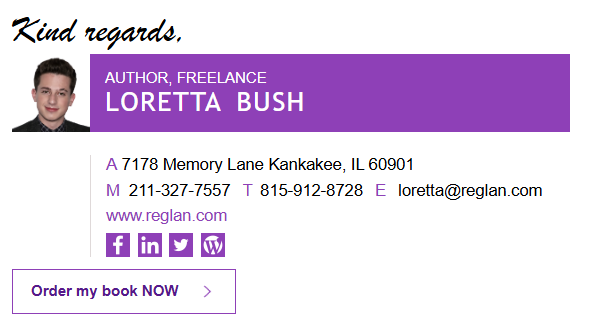 Kind regards,
AUTHOR, FREELANCE
LORETTA BUSH
A 7178 Memory Lane Kankakee, IL 60901
M 211-327-7557 T 815-912-8728 E loretta@reglan.com
www.reglan.com
Order my book NOW